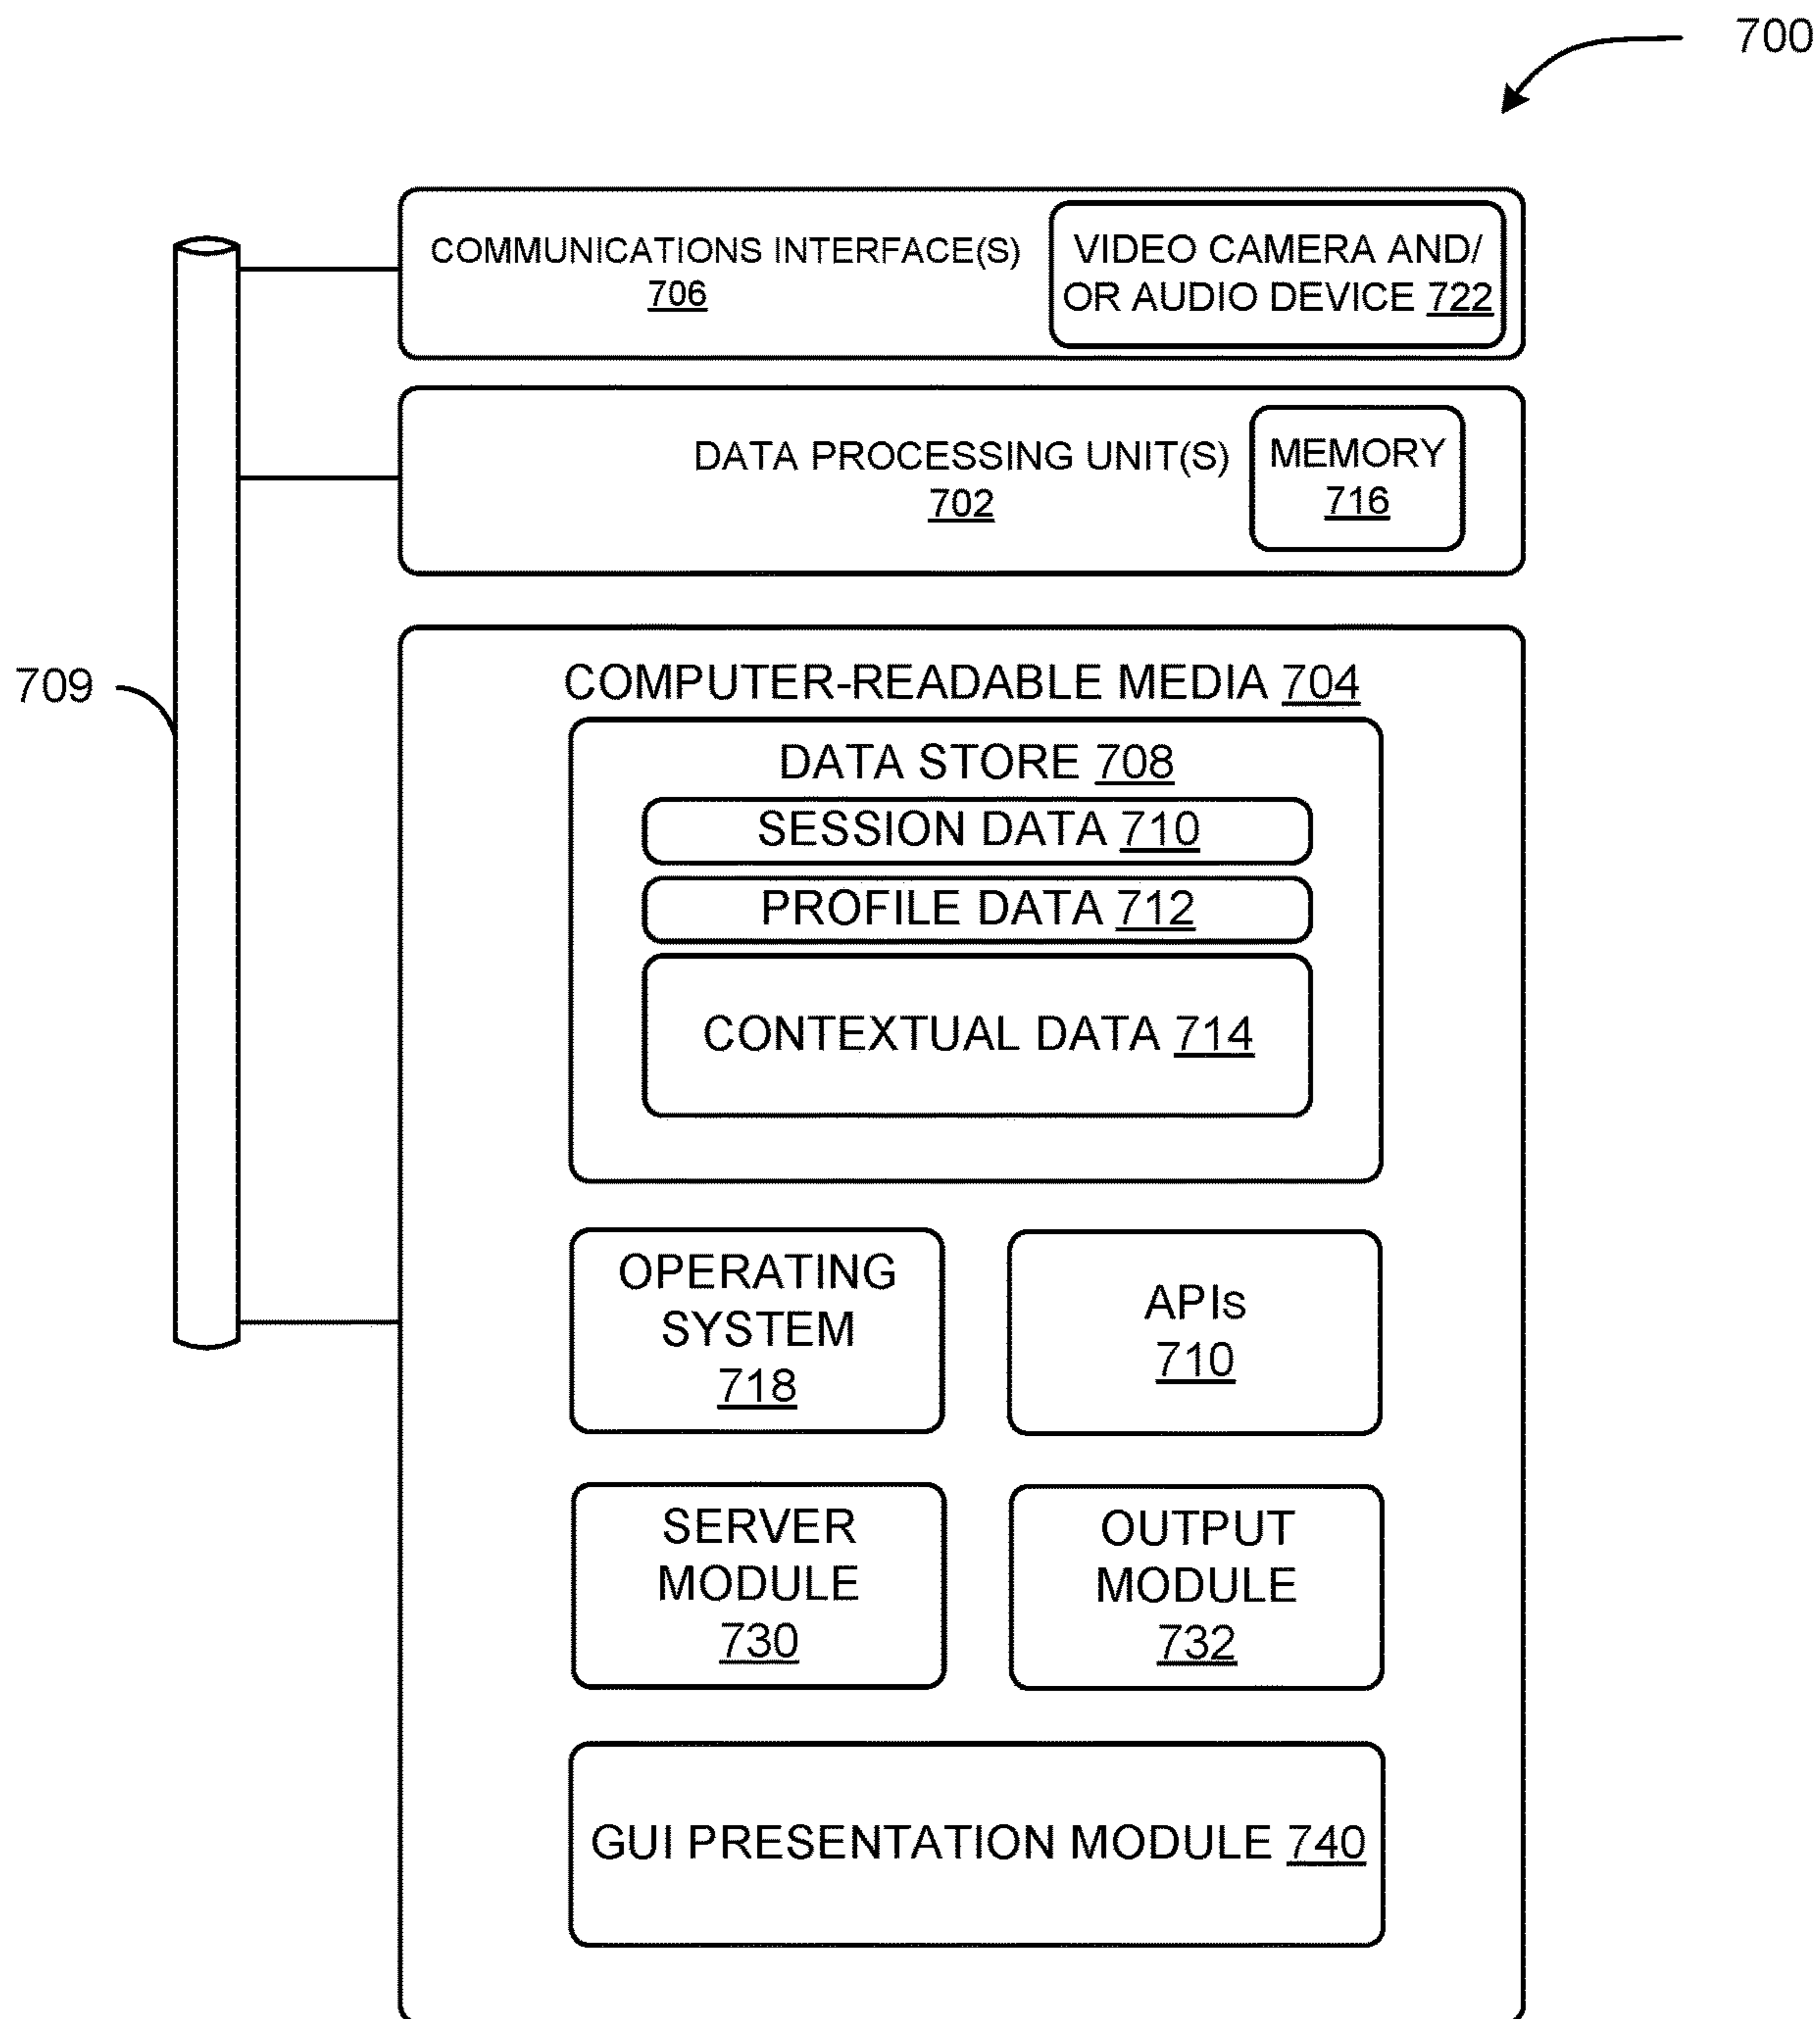 700
COMMUNICATIONS INTERFACE(S)
706
VIDEO CAMERA AND/
OR AUDIO DEVICE 722
DATA PROCESSING UNIT(S)
702
MEMORY
716
709
COMPUTER-READABLE MEDIA 704
DATA STORE 708
SESSION DATA 710
PROFILE DATA 712
CONTEXTUAL DATA 714
OPERATING
SYSTEM
718
APIs
710
SERVER
MODULE
730
OUTPUT
MODULE
732
GUI PRESENTATION MODULE 740